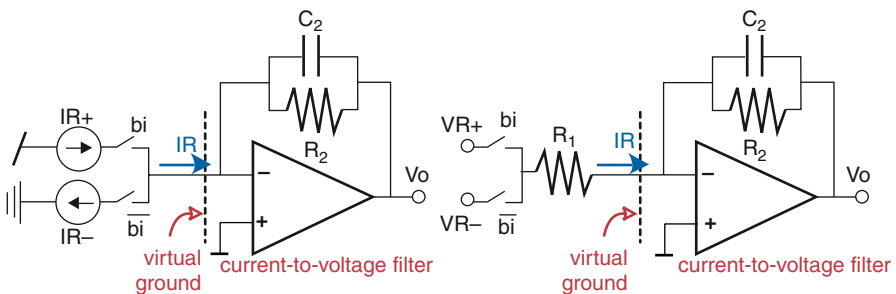 C2
IR+
bi
IR
R2
Vo
IR–
bi
virtual
ground
current-to-voltage filter
C2
VR+
bi
R1
IR
R2
Vo
VR–
bi
virtual
ground
current-to-voltage filter